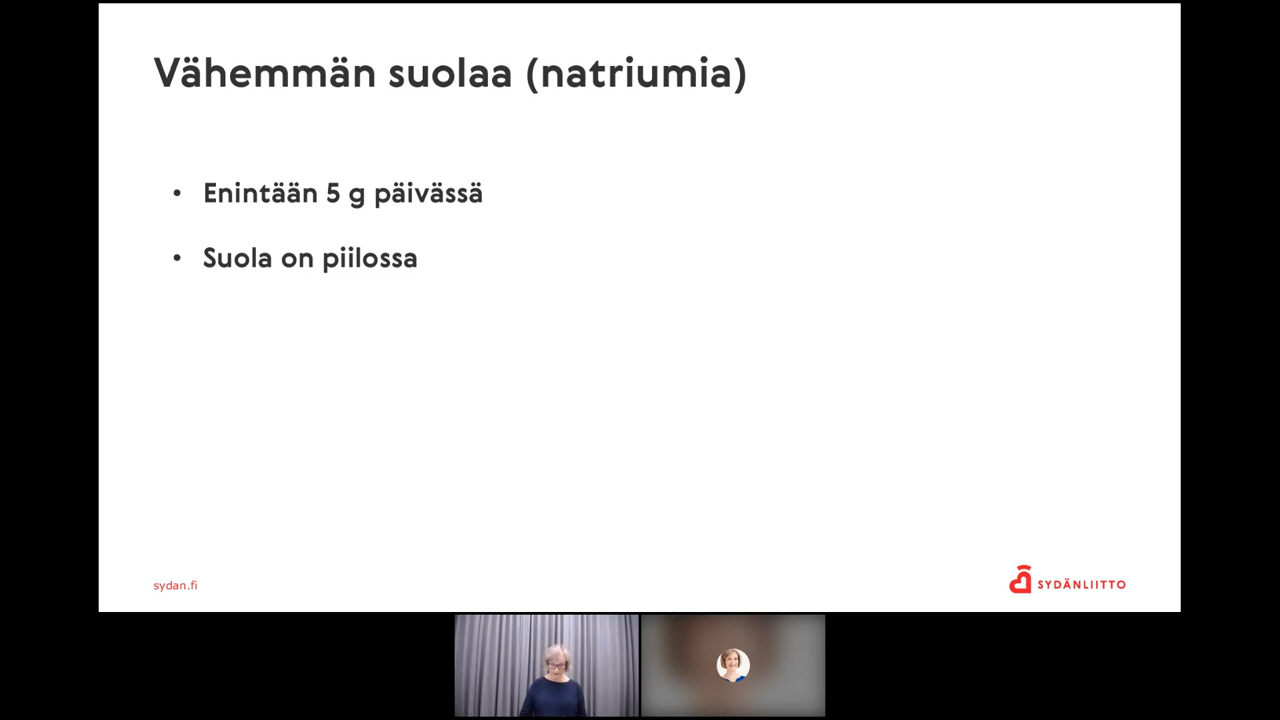 Vähemmän suolaa (natriumia)
• Enintään 5 g päivässä
• Suola on piilossa
sydan.fi
SYDÄNLIITTO